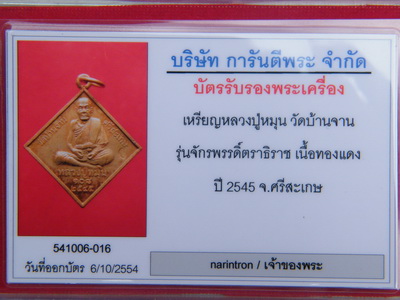 บริษัท การันตีพระ จำกัด
บัตรรับรองพระเครื่อง
เหรียญหลวงปู่หมุน วัดบ้านจาน
รุ่นจักรพรรดิ์ตราธิราช เนื้อทองแดง
ปี 2545 จ.ศรีสะเกษ
541006-016
วันที่ออกบัตร 6/10/2554
narintron / เจ้าของพระ